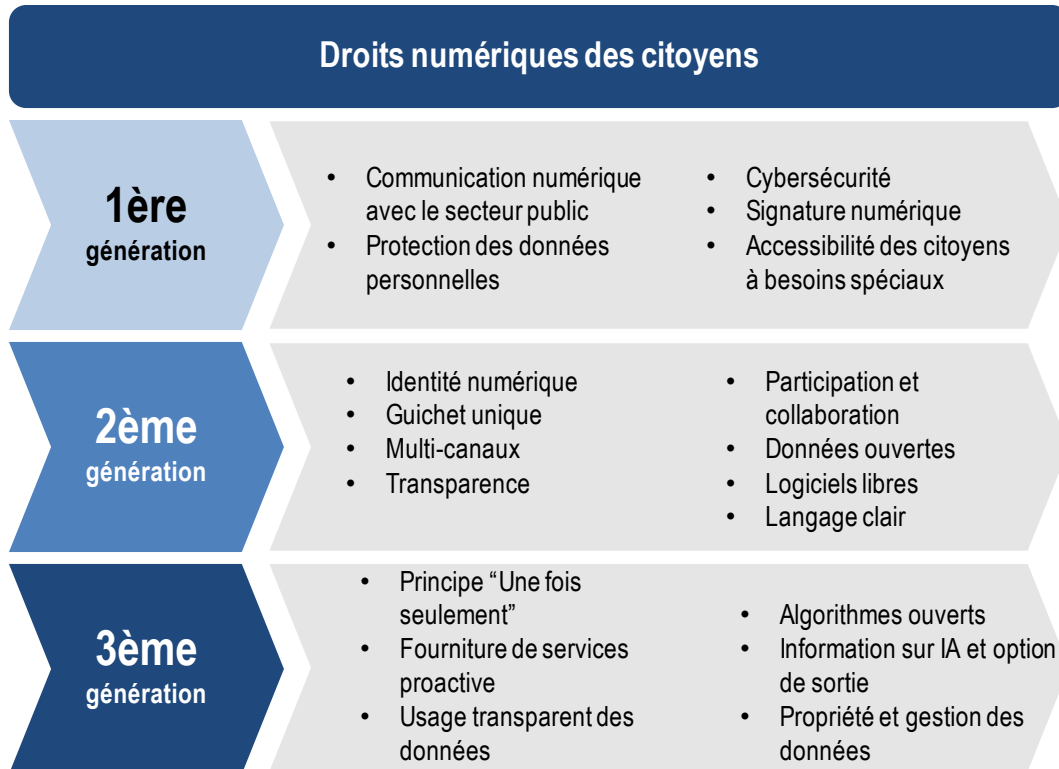 Droits numériques des citoyens
1ère
génération
• Communication numérique
avec le secteur public
• Protection des données
personnelles
• Cybersécurité
• Signature numérique
• Accessibilité des citoyens
à besoins spéciaux
2ème
génération
• Identité numérique
• Guichet unique
• Multi-canaux
• Transparence
• Participation et
collaboration
• Données ouvertes
• Logiciels libres
• Langage clair
3ème
génération
• Principe “Une fois
seulement”
• Fourniture de services
proactive
• Usage transparent des
données
• Algorithmes ouverts
• Information sur IA et option
de sortie
• Propriété et gestion des
données